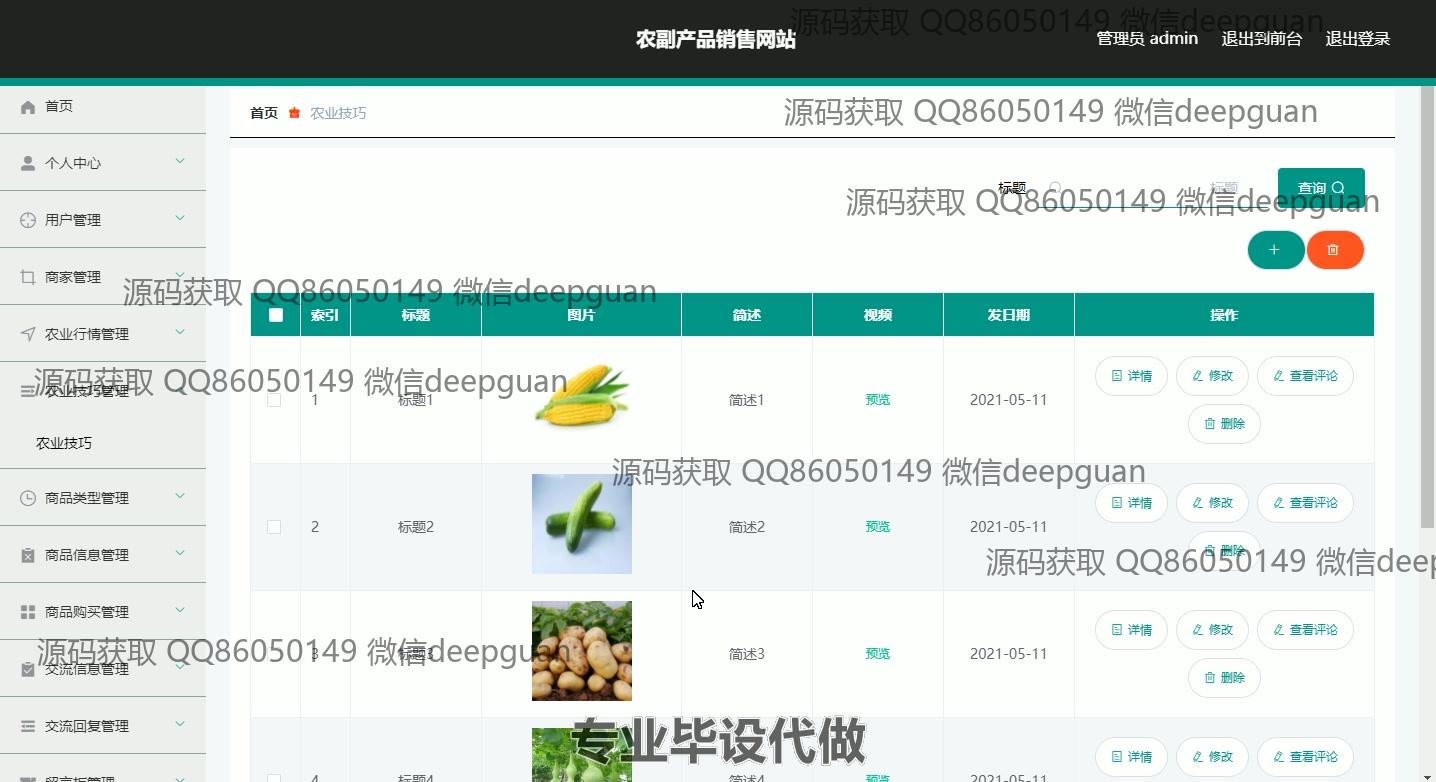 源码获取 QQ86050149 微信deepguan
农副产品销售网站
管理员 admin 退出到前台 退出登录
首页
个人中心
用户管理
商家管理
农业行情管理
农业技巧管理
农业技巧
商品类型管理
商品信息管理
商品购买管理
交流信息管理
交流回复管理
留言板管理
首页 农业技巧
源码获取 QQ86050149 微信deepguan
标题 标题 查询
源码获取 QQ86050149 微信deepguan
源码获取 QQ86050149 微信deepguan
索引 标题 图片 简述 视频 发日期 操作
源码获取 QQ86050149 微信deepguan
1 标题1 简述1 预览 2021-05-11 详情 修改 查看评论
删除
源码获取 QQ86050149 微信deepguan
2 标题2 简述2 预览 2021-05-11 详情 修改 查看评论
删除
源码获取 QQ86050149 微信deep
3 标题3 简述3 预览 2021-05-11 详情 修改 查看评论
删除
源码获取 QQ86050149 微信deepguan
专业毕设代做
4 标题4 简述4 预览 2021-05-11 详情 修改 查看评论